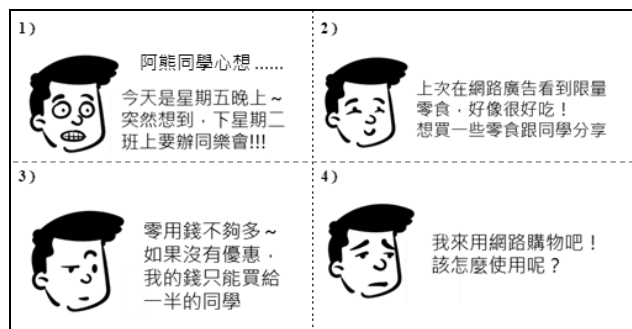 1)
阿熊同學心想......
今天是星期五晚上~
突然想到，下星期二
班上要辦同樂會!!!
2)
上次在網路廣告看到限量
零食，好像很好吃！
想買一些零食跟同學分享
3)
零用錢不夠多~
如果沒有優惠，
我的錢只能買給
一半的同學
4)
我來用網路購物吧！
該怎麼使用呢？